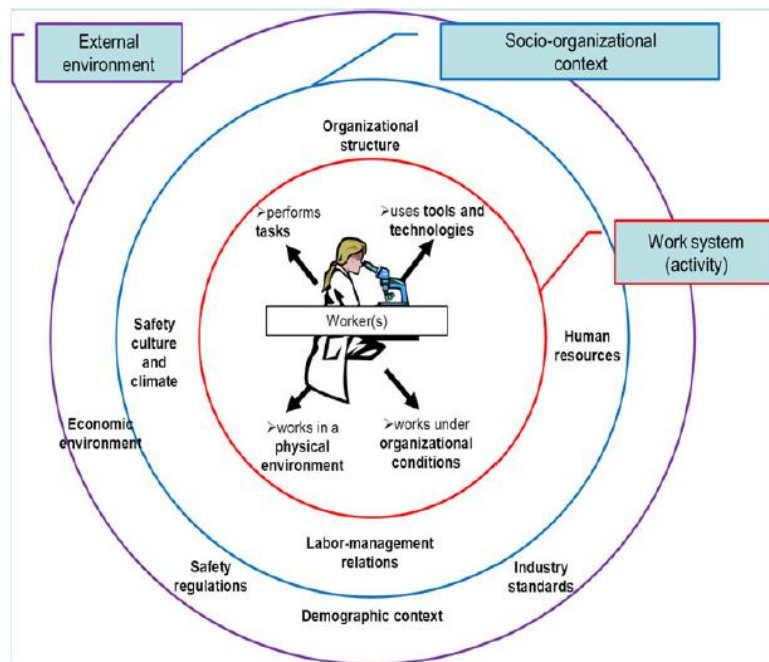 External
environment
Socio-organizational
context
Organizational
structure
➢performs
tasks
➢uses tools and
technologies
Work system
(activity)
Worker(s)
Safety
culture
and
climate
Human
resources
Economic
environment
➢works in a
physical
environment
➢works under
organizational
conditions
Labor-management
relations
Safety
regulations
Industry
standards
Demographic context